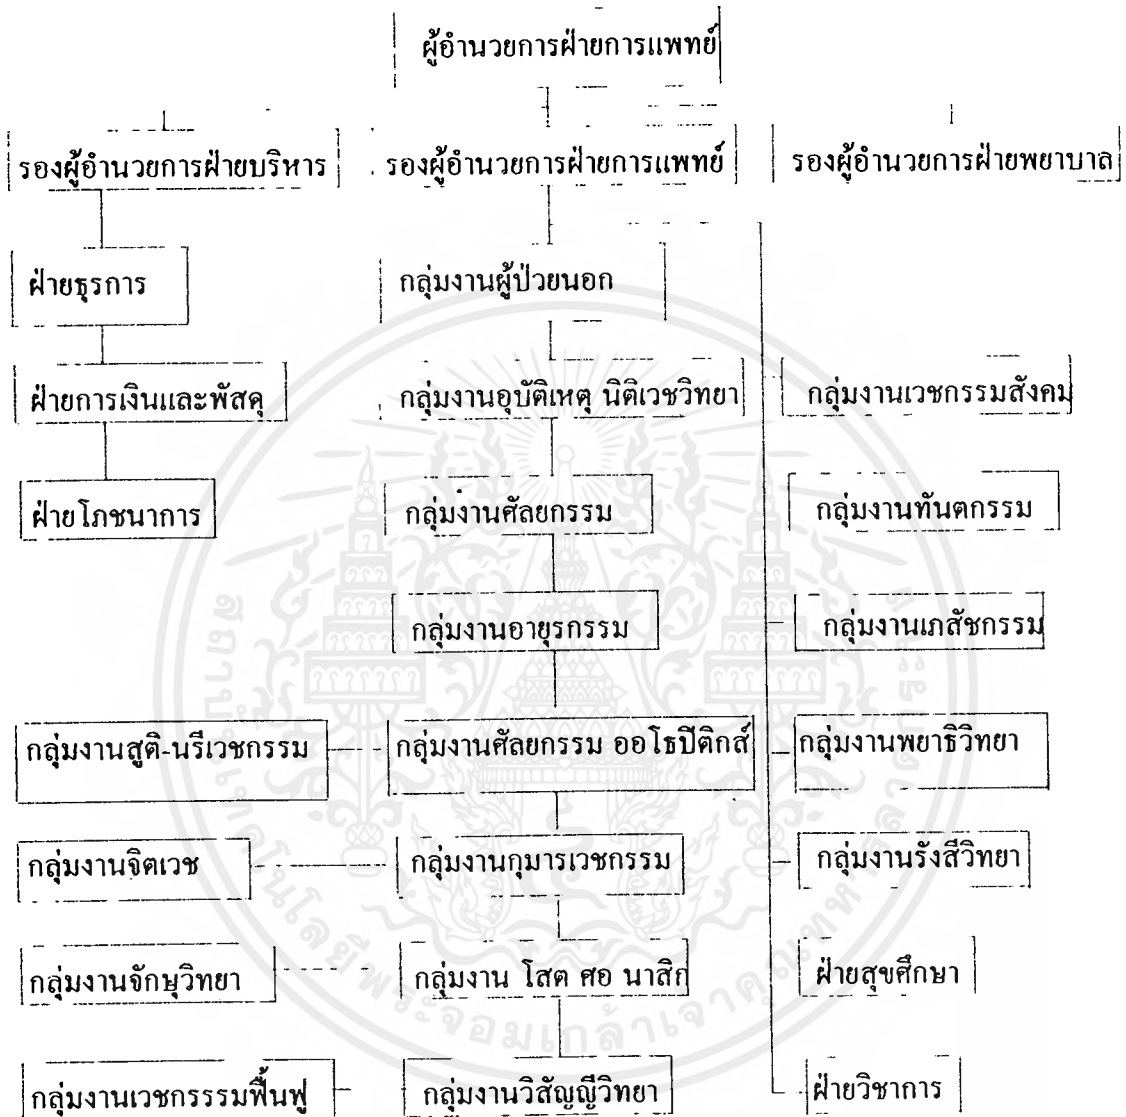 ผู้อำนวยการฝ่ายการแพทย์
รองผู้อำนวยการฝ่ายบริหาร รองผู้อำนวยการฝ่ายการแพทย์ รองผู้อำนวยการฝ่ายพยาบาล
ฝ่ายธุรการ กลุ่มงานผู้ป่วยนอก
ฝ่ายการเงินและพัสดุ กลุ่มงานอุบัติเหตุ นิติเวชวิทยา กลุ่มงานเวชกรรมสังคม
ฝ่ายโภชนาการ กลุ่มงานศัลยกรรม กลุ่มงานทันตกรรม
กลุ่มงานอายุรกรรม กลุ่มงานเภสัชกรรม
กลุ่มงานสูติ-นรีเวชกรรม กลุ่มงานศัลยกรรม ออโธปิติกส์ กลุ่มงานพยาธิวิทยา
กลุ่มงานจิตเวช กลุ่มงานกุมารเวชกรรม กลุ่มงานรังสีวิทยา
กลุ่มงานจักษุวิทยา กลุ่มงาน โสต ศอ นาสิก ฝ่ายสุขศึกษา
กลุ่มงานเวชกรรรมฟื้นฟู กลุ่มงานวิสัญญีวิทยา ฝ่ายวิชาการ